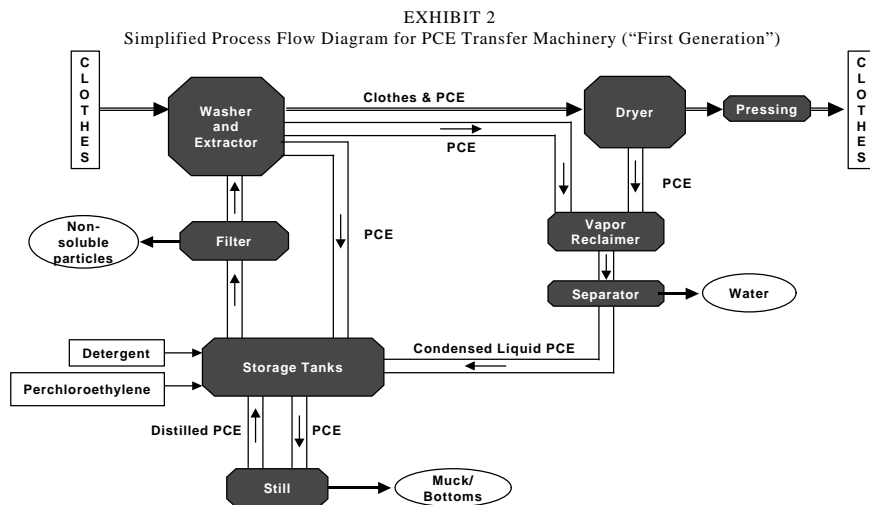 EXHIBIT 2
Simplified Process Flow Diagram for PCE Transfer Machinery (“First Generation”)
CLOTHES
Washer
and
Extractor
Clothes & PCE
Dryer
Pressing
CLOTHES
PCE
PCE
Non-
soluble
particles
Filter
PCE
Vapor
Reclaimer
Separator
Water
Detergent
Perchloroethylene
Storage Tanks
Condensed Liquid PCE
Distilled PCE
PCE
Still
Muck/
Bottoms